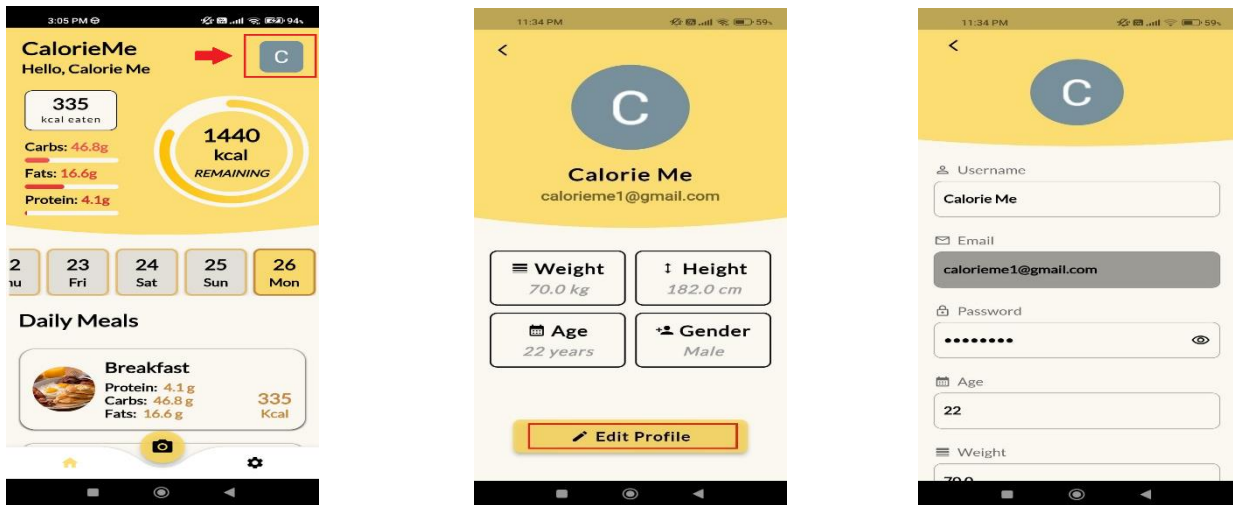 3:05 PM
94%
CalorieMe
Hello, Calorie Me
C
335
kcal eaten
Carbs: 46.8g
Fats: 16.6g
Protein: 4.1g
1440
kcal
REMAINING
23
Fri
24
Sat
25
Sun
26
Mon
Daily Meals
Breakfast
Protein: 4.1 g
Carbs: 46.8 g
Fats: 16.6 g
335
Kcal
11:34 PM
59%
C
Calorie Me
calorieme1@gmail.com
Weight
70.0 kg
Height
182.0 cm
Age
22 years
Gender
Male
Edit Profile
11:34 PM
59%
C
Username
Calorie Me
Email
calorieme1@gmail.com
Password
••••••••
Age
22
Weight
70.0